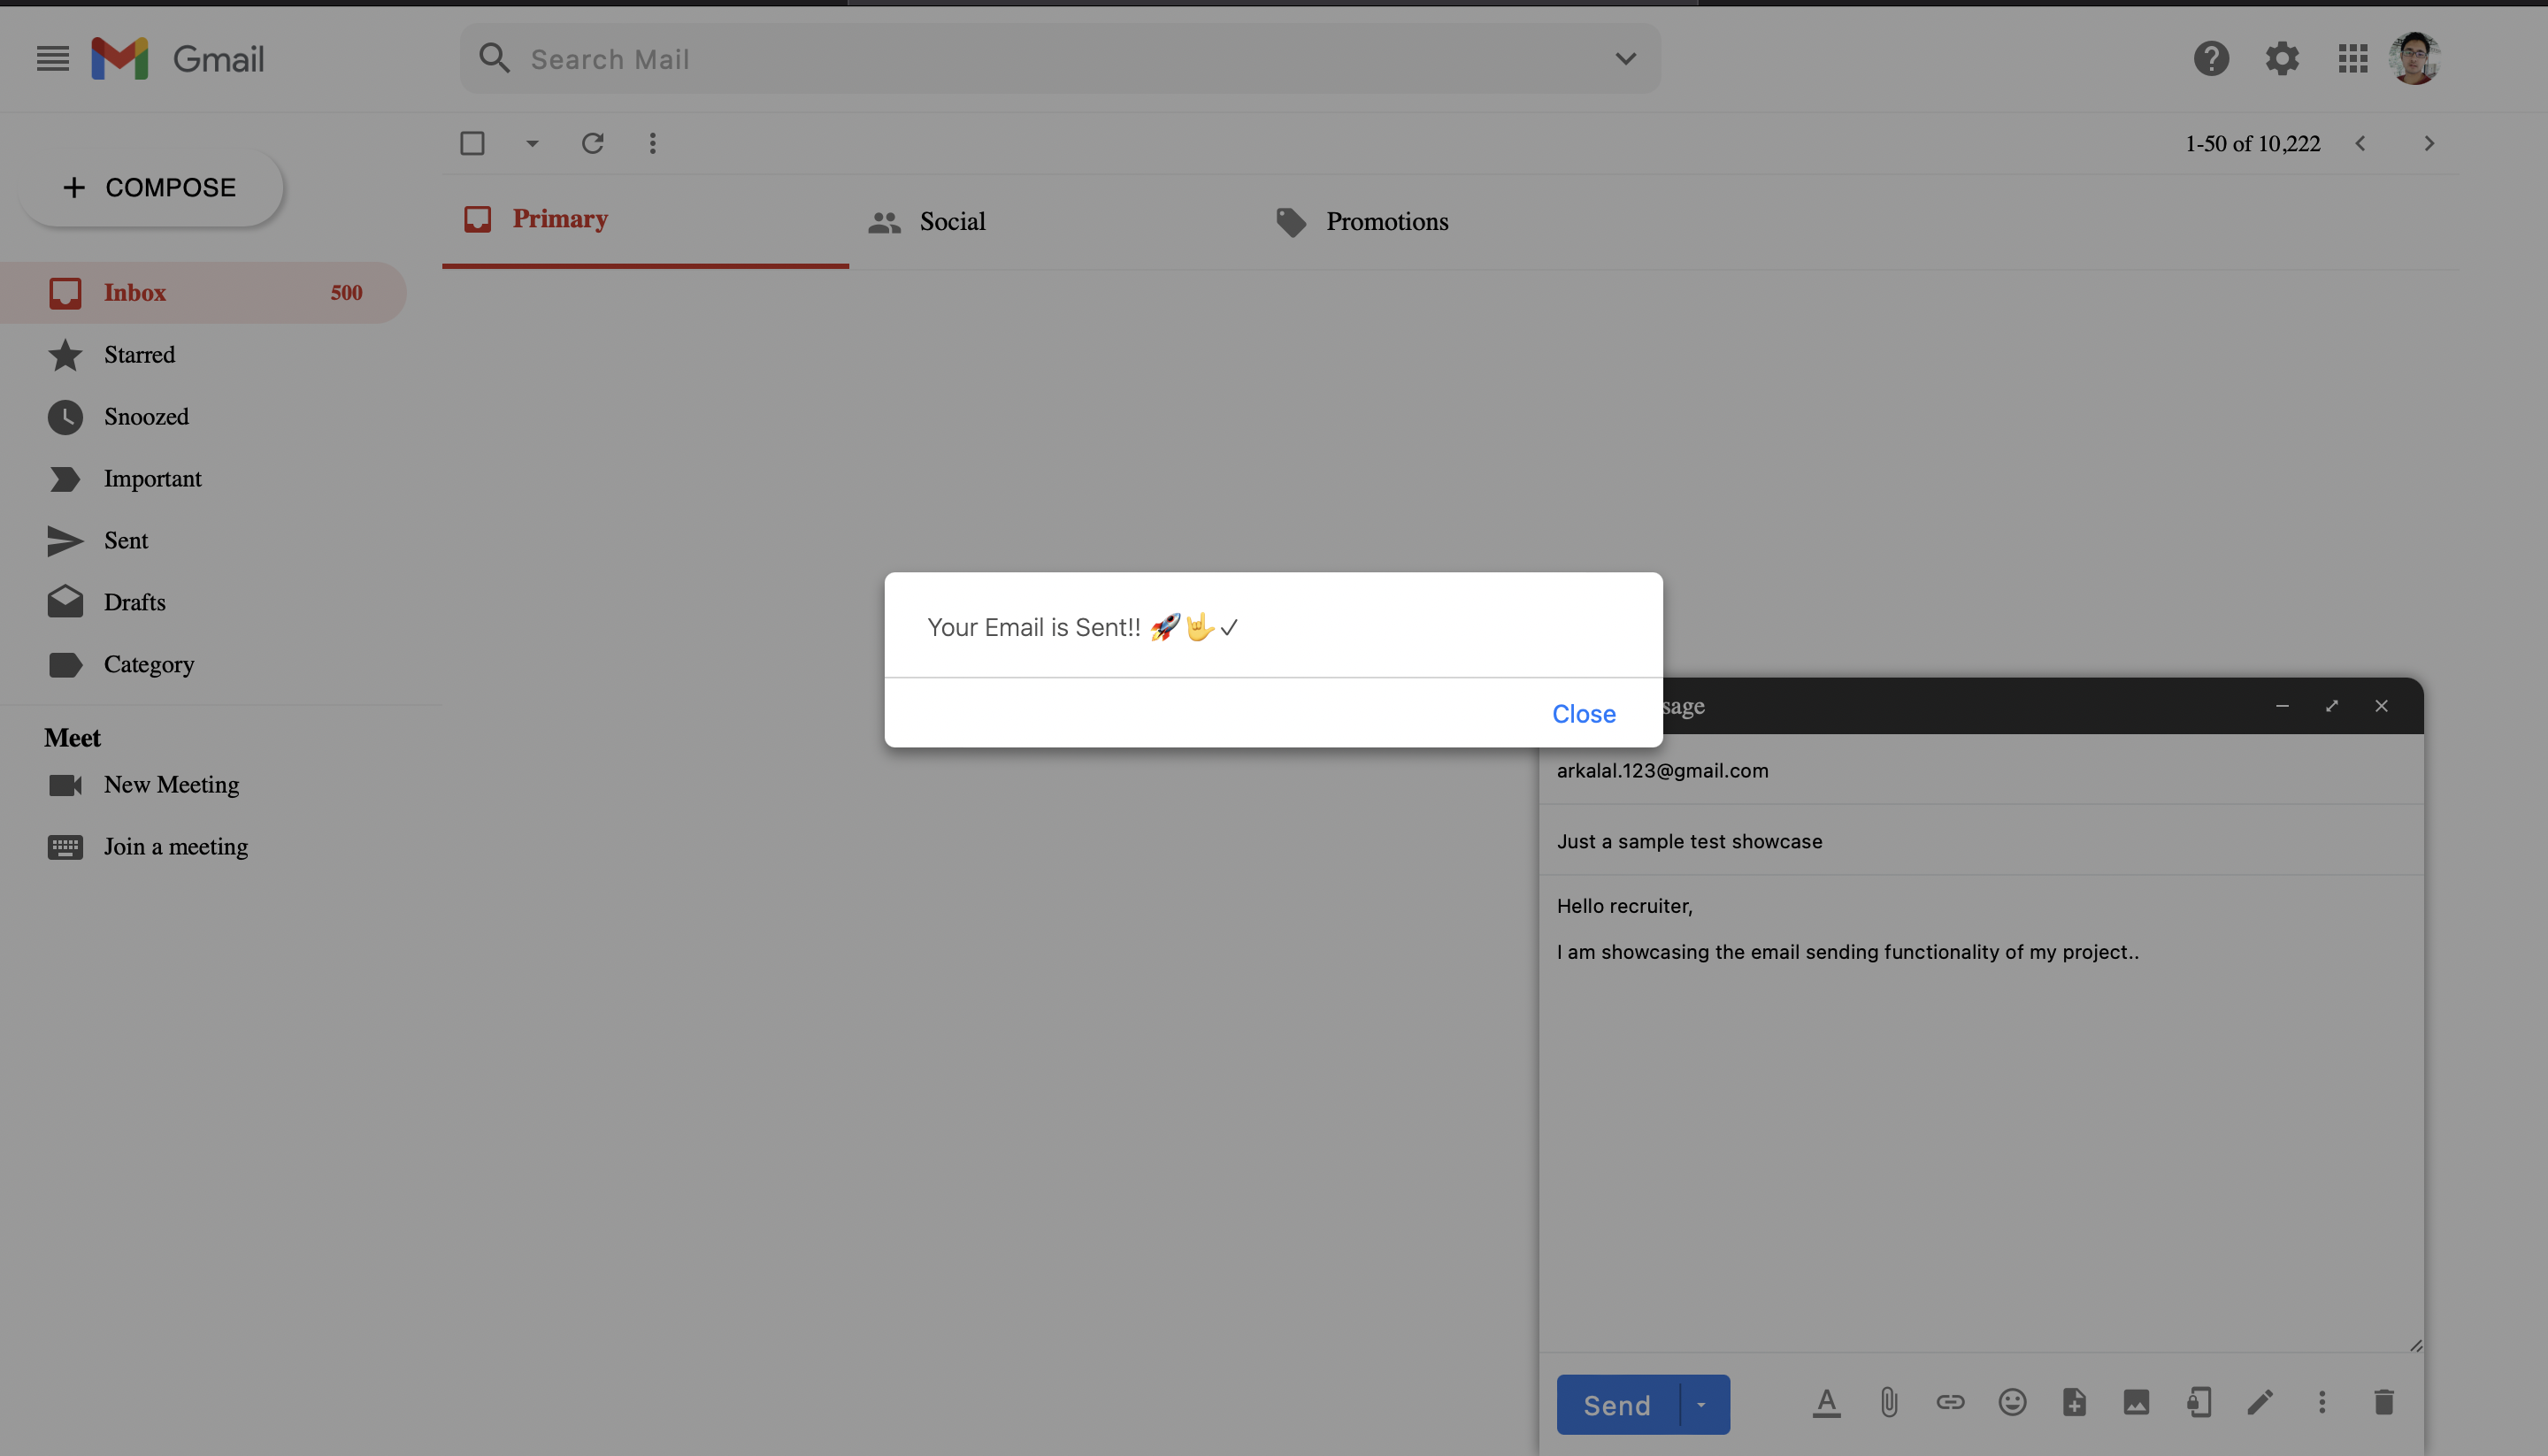 Gmail
Search Mail
COMPOSE
1-50 of 10,222
Primary
Social
Promotions
Inbox 500
Starred
Snoozed
Important
Sent
Drafts
Category
Meet
New Meeting
Join a meeting
Your Email is Sent!! 🚀🤟✓
Close
sage
arkalal.123@gmail.com
Just a sample test showcase
Hello recruiter,
I am showcasing the email sending functionality of my project..
Send